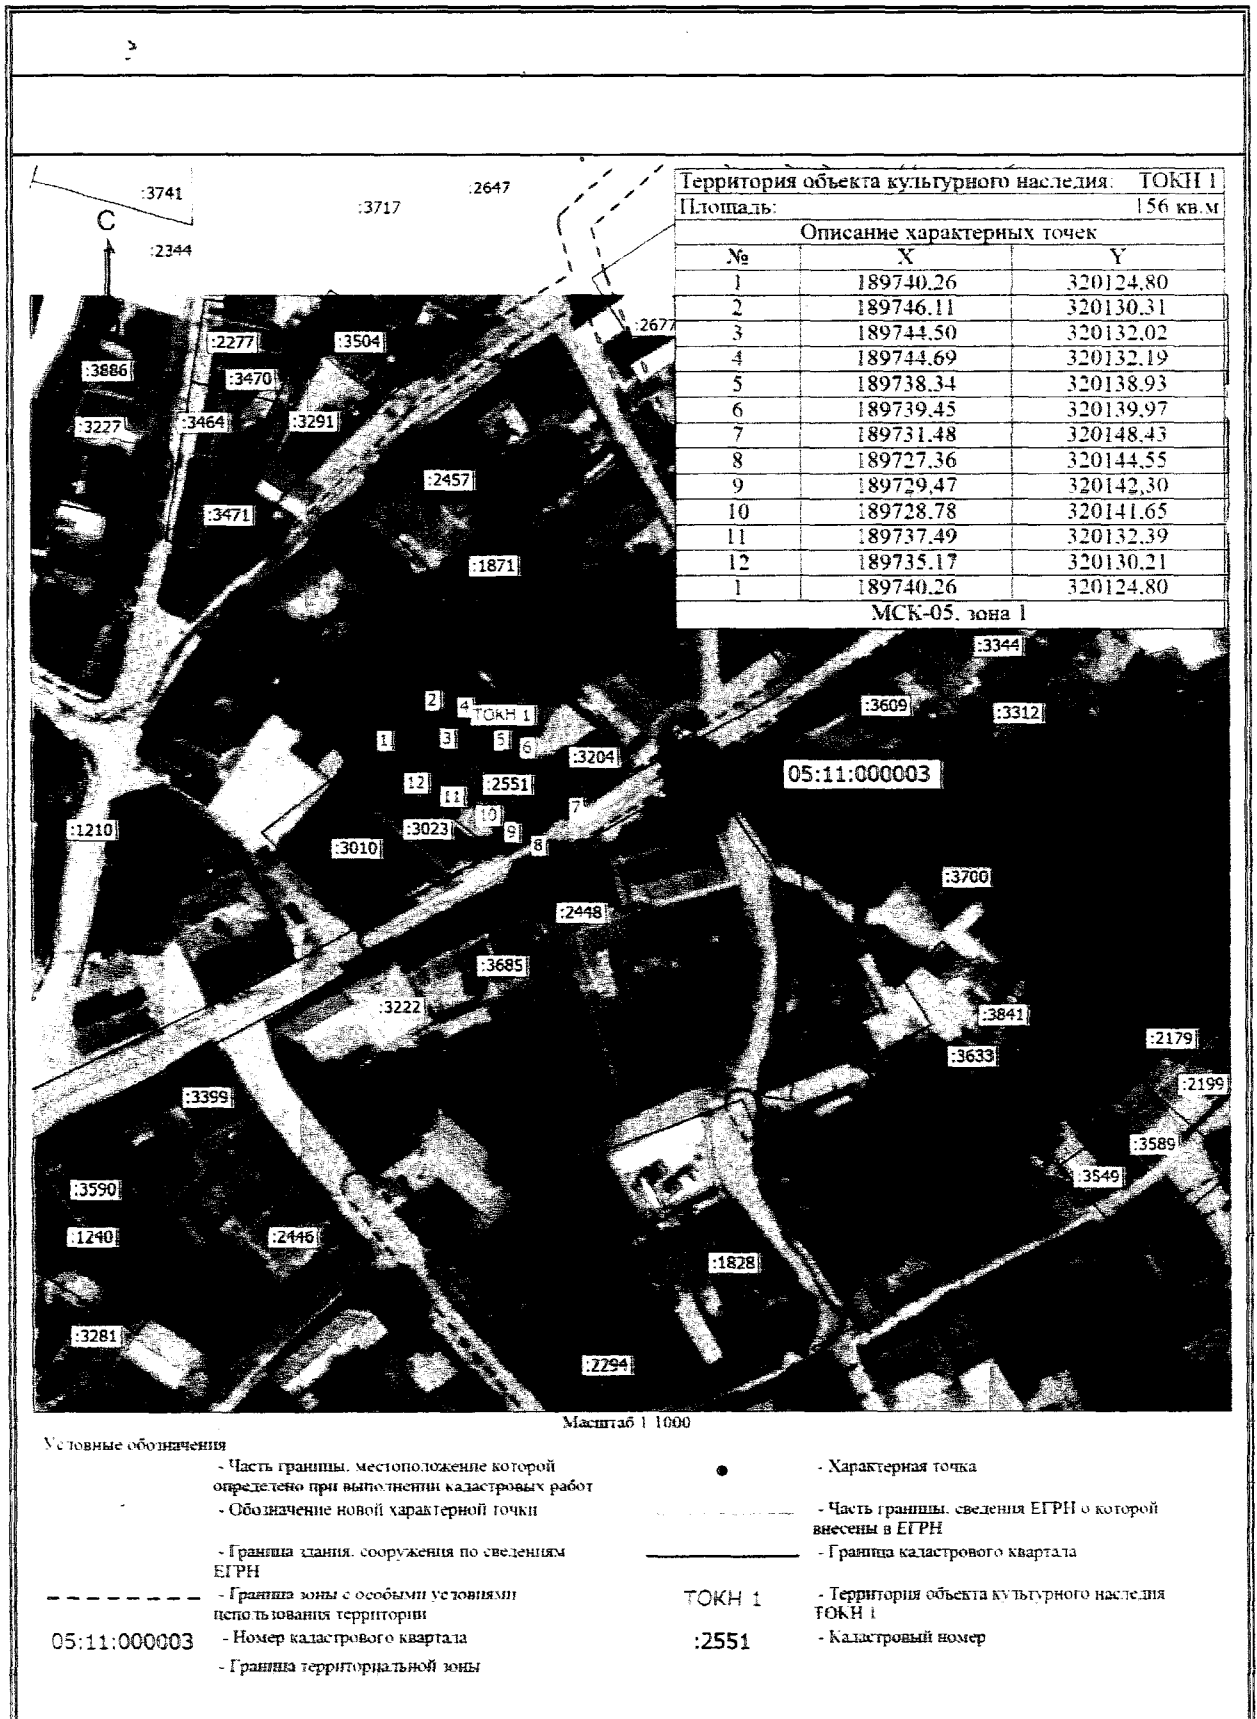 Территория объекта культурного наследия: ТОКН 1
Площадь: 156 кв.м
Описание характерных точек
№ X Y
1 189740.26 320124.80
2 189746.11 320130.31
3 189744.50 320132.02
4 189744.69 320132.19
5 189738.34 320138.93
6 189739.45 320139.97
7 189731.48 320148.43
8 189727.36 320144.55
9 189729.47 320142.30
10 189728.78 320141.65
11 189737.49 320132.39
12 189735.17 320130.21
1 189740.26 320124.80
МСК-05, зона 1
:3741
:2647
:3717
С
:2344
:2677
:2277
:3504
:3886
:3470
:3227
:3464
:3291
:2457
:3471
:1871
:3344
:3609
:3312
2
4
ТОКН 1
1
3
5
6
:3204
05:11:000003
12
:2551
11
7
10
:1210
:3023
9
:3010
8
:3700
:2448
:3685
:3222
:3841
:2179
:3633
:2199
:3399
:3589
:3549
:3590
:1240
:2446
:1828
:3281
:2294
Масштаб 1 1000
Условные обозначения
- Часть границы, местоположение которой
определено при выполнении кадастровых работ
- Характерная точка
- Обозначение новой характерной точки
- Часть границы, сведения ЕГРН о которой
внесены в ЕГРН
- Граница здания, сооружения по сведениям
ЕГРН
- Граница кадастрового квартала
- Граница зоны с особыми условиями
использования территории
ТОКН 1 - Территория объекта культурного наследия
ТОКН 1
05:11:000003 - Номер кадастрового квартала
:2551 - Кадастровый номер
- Граница территориальной зоны